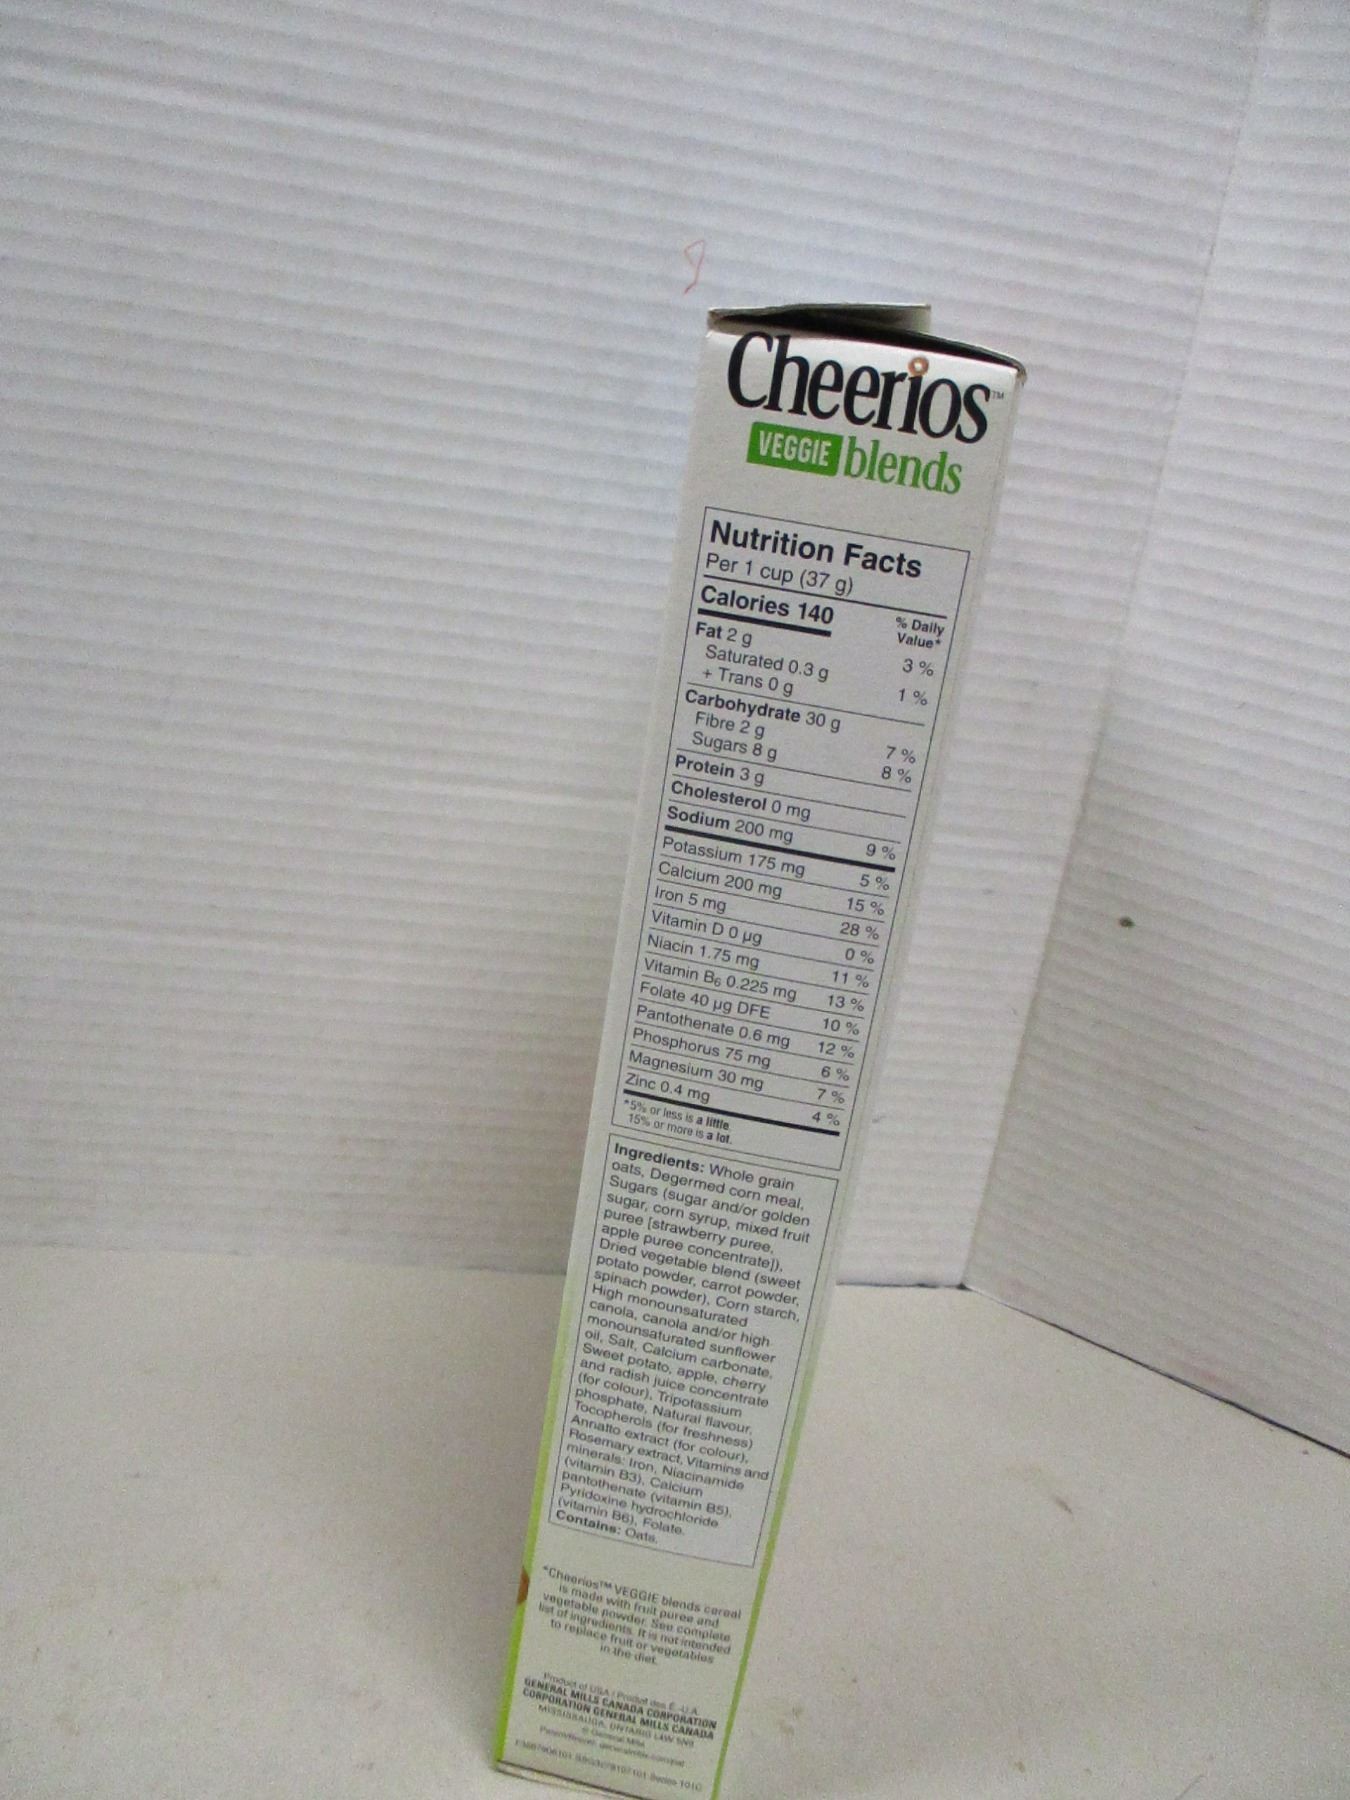 Cheerios™
VEGGIE blends
Nutrition Facts
Per 1 cup (37 g)
Calories 140
% Daily
Value*
Fat 2 g 3 %
Saturated 0.3 g
+ Trans 0 g 1 %
Carbohydrate 30 g
Fibre 2 g 7 %
Sugars 8 g 8 %
Protein 3 g
Cholesterol 0 mg
Sodium 200 mg 9 %
Potassium 175 mg 5 %
Calcium 200 mg 15 %
Iron 5 mg 28 %
Vitamin D 0 µg 0 %
Niacin 1.75 mg 11 %
Vitamin B6 0.225 mg 13 %
Folate 40 µg DFE 10 %
Pantothenate 0.6 mg 12 %
Phosphorus 75 mg 6 %
Magnesium 30 mg 7 %
Zinc 0.4 mg 4 %
*5% or less is a little,
15% or more is a lot.
Ingredients: Whole grain
oats, Degermed corn meal,
Sugars (sugar and/or golden
sugar, corn syrup, mixed fruit
puree [strawberry puree,
apple puree concentrate]),
Dried vegetable blend (sweet
potato powder, carrot powder,
spinach powder), Corn starch,
High monounsaturated
canola, canola and/or high
monounsaturated sunflower
oil, Salt, Calcium carbonate,
Sweet potato, apple, cherry
and radish juice concentrate
(for colour), Tripotassium
phosphate, Natural flavour,
Tocopherols (for freshness)
Annatto extract (for colour),
Rosemary extract, Vitamins and
minerals: Iron, Niacinamide
(vitamin B3), Calcium
pantothenate (vitamin B5),
Pyridoxine hydrochloride
(vitamin B6), Folate.
Contains: Oats.
*Cheerios™ VEGGIE blends cereal
is made with fruit puree and
vegetable powder. See complete
list of ingredients. It is not intended
to replace fruit or vegetables
in the diet.
Product of USA / Produit des É.-U.A.
GENERAL MILLS CANADA CORPORATION
CORPORATION GENERAL MILLS CANADA
MISSISSAUGA, ONTARIO L4W 5N9
© General Mills